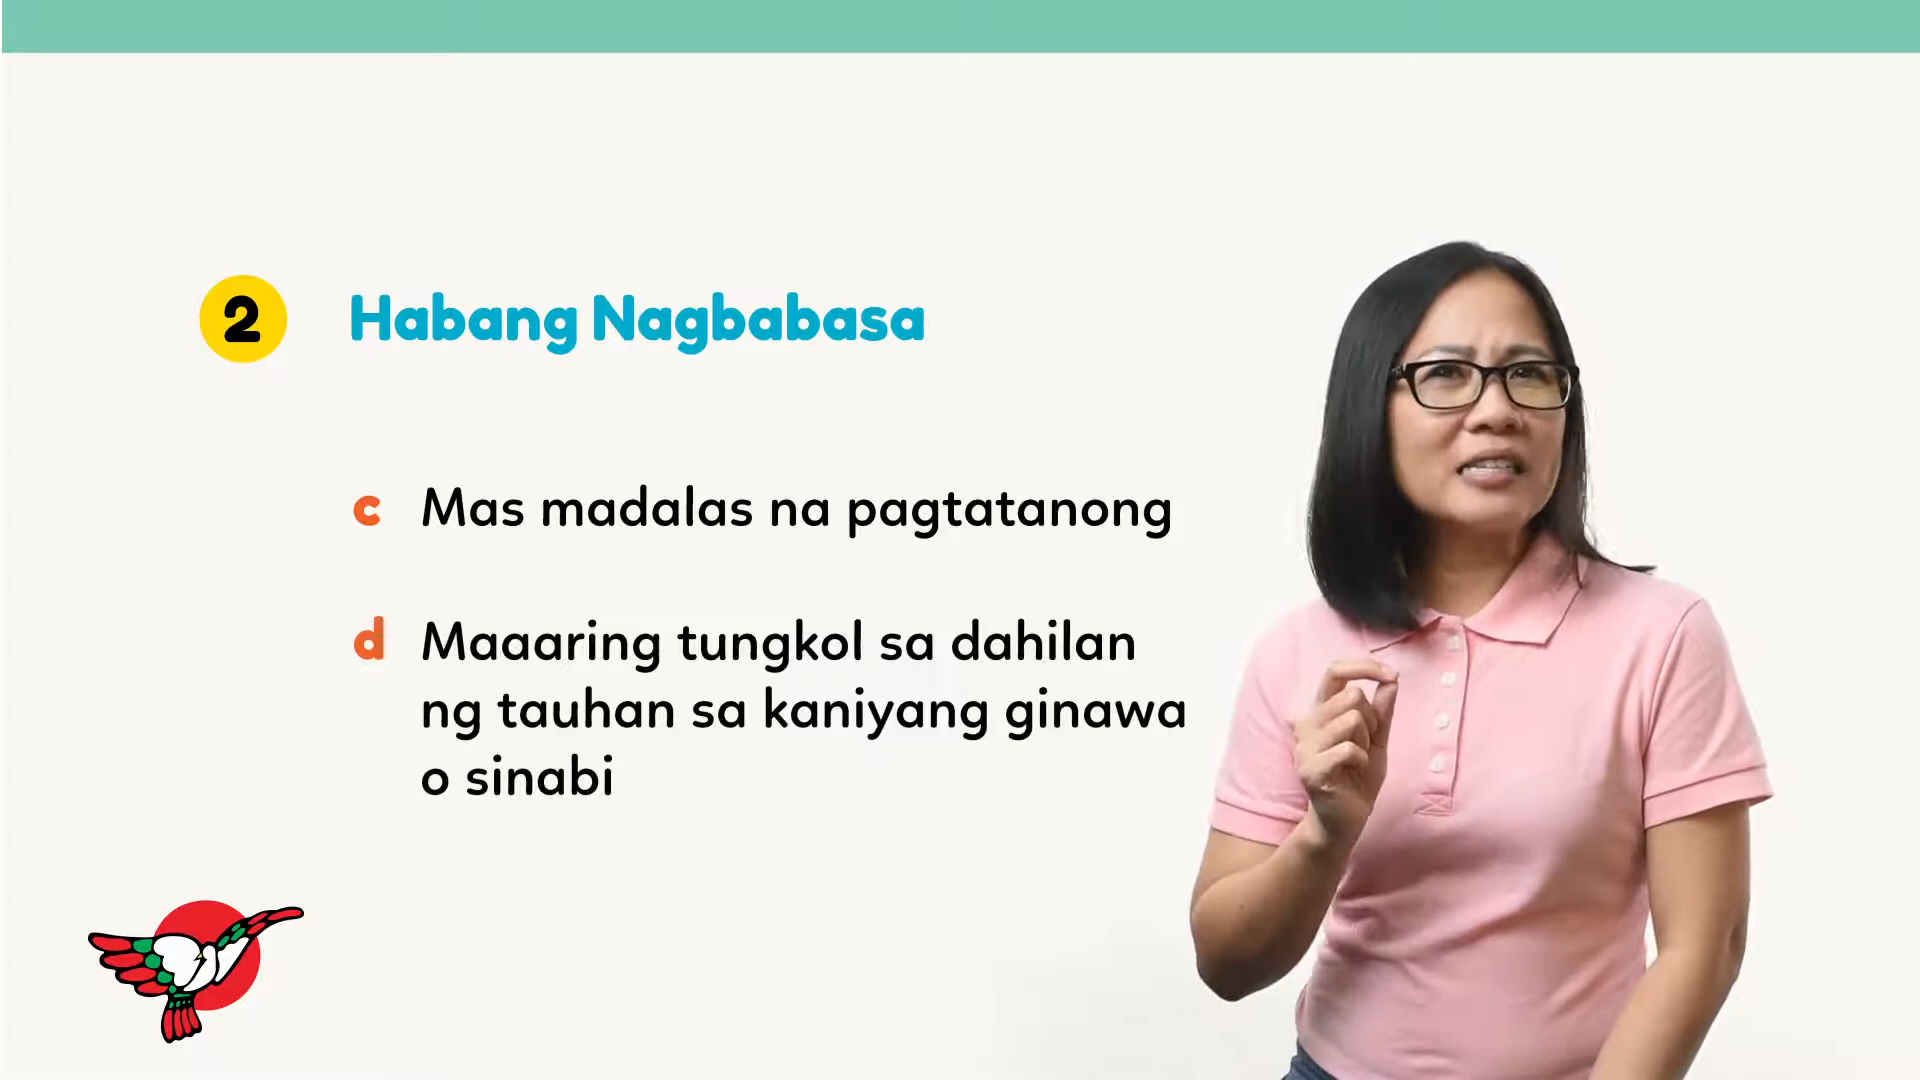 2 Habang Nagbabasa
c Mas madalas na pagtatanong
d Maaaring tungkol sa dahilan
ng tauhan sa kaniyang ginawa
o sinabi